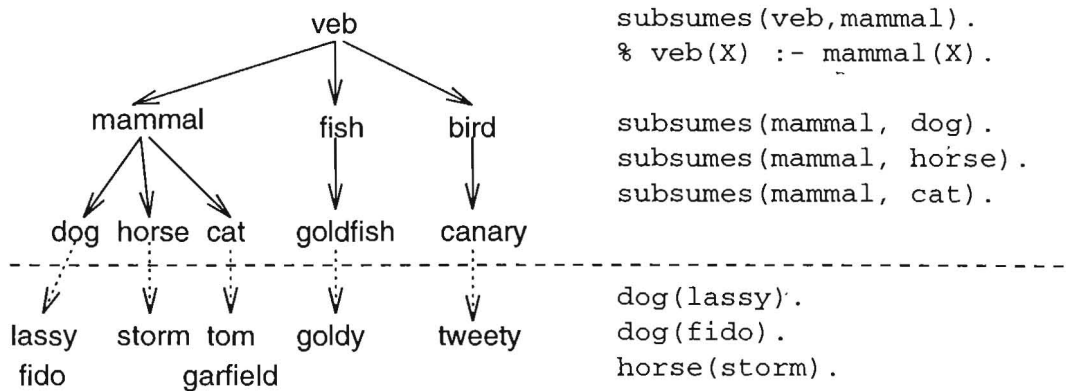 veb
mammal fish bird
dog horse cat goldfish canary
lassy storm tom goldy tweety
fido garfield
subsumes(veb,mammal).
% veb(X) :- mammal(X).
subsumes(mammal, dog).
subsumes(mammal, horse).
subsumes(mammal, cat).
dog(lassy).
dog(fido).
horse(storm).